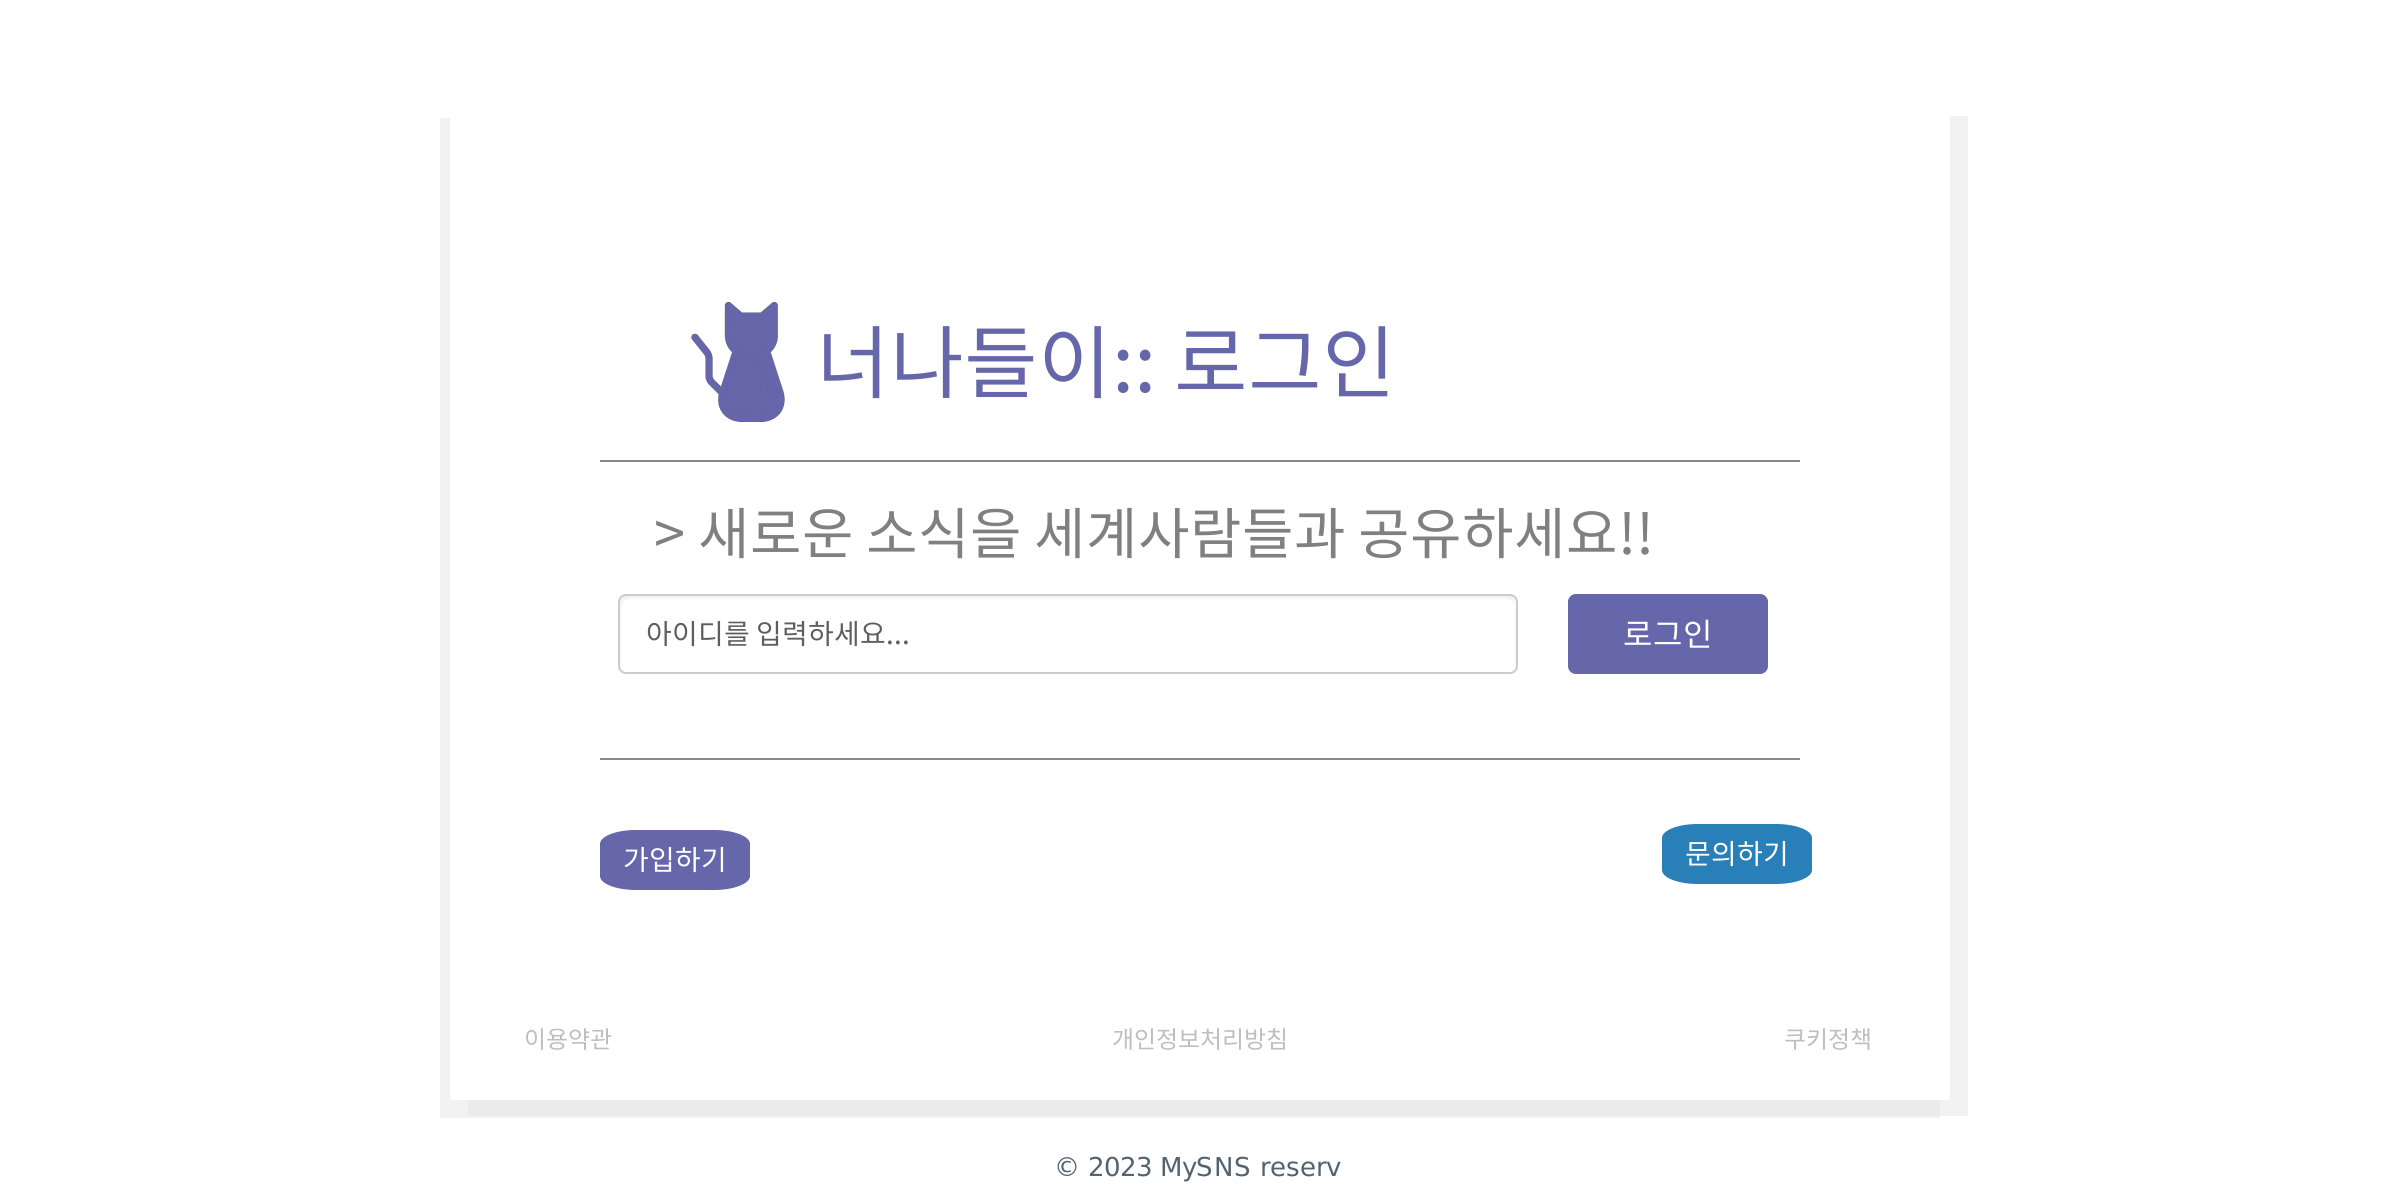 너나들이:: 로그인
> 새로운 소식을 세계사람들과 공유하세요!!
아이디를 입력하세요...
로그인
가입하기
문의하기
이용약관
개인정보처리방침
쿠키정책
© 2023 MySNS reserv